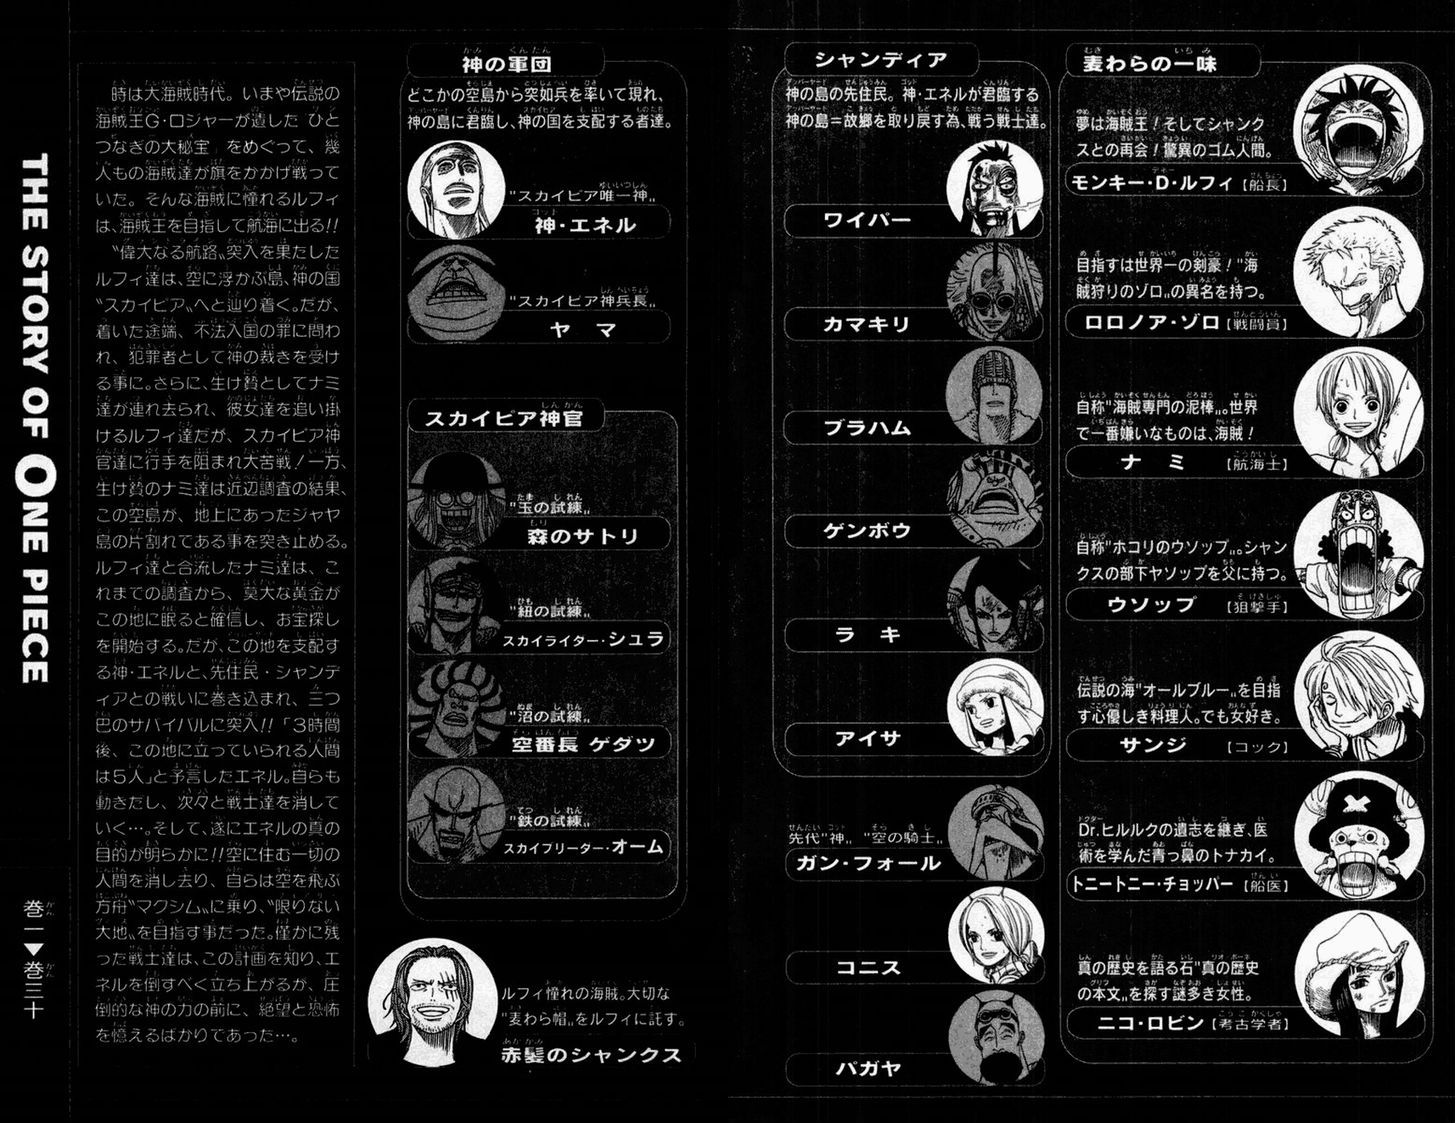 麦わらの一味
夢は海賊王！そしてシャンク
スとの再会！驚異のゴム人間。
モンキー・D・ルフィ【船長】
目指すは世界一の剣豪！"海
賊狩りのゾロ"の異名を持つ。
ロロノア・ゾロ【戦闘員】
自称"海賊専門の泥棒"。世界
で一番嫌いなものは、海賊！
ナミ【航海士】
自称"ホコリのウソップ"。シャン
クスの部下ヤソップを父に持つ。
ウソップ【狙撃手】
伝説の海"オールブルー"を目指
す心優しき料理人。でも女好き。
サンジ【コック】
Dr.ヒルルクの遺志を継ぎ、医
術を学んだ青っ鼻のトナカイ。
トニートニー・チョッパー【船医】
真の歴史を語る石"真の歴史
の本文"を探す謎多き女性。
ニコ・ロビン【考古学者】
シャンディア
神の島の先住民。神・エネルが君臨する
神の島＝故郷を取り戻す為、戦う戦士達。
ワイパー
カマキリ
ブラハム
ゲンボウ
ラキ
アイサ
先代"神"　"空の騎士"
ガン・フォール
コニス
パガヤ
神の軍団
どこかの空島から突如兵を率いて現れ、
神の島に君臨し、神の国を支配する者達。
"スカイピア唯一神"
神・エネル
"スカイピア神兵長"
ヤマ
スカイピア神官
"玉の試練"
森のサトリ
"紐の試練"
スカイライダー・シュラ
"沼の試練"
空番長 ゲダツ
"鉄の試練"
スカイブリーダー・オーム
ルフィ憧れの海賊。大切な
"麦わら帽"をルフィに託す。
赤髪のシャンクス
時は大海賊時代。いまや伝説の
海賊王G・ロジャーが遺した『ひと
つなぎの大秘宝』をめぐって、幾
人もの海賊達が旗をかかげ戦って
いた。そんな海賊に憧れるルフィ
は、海賊王を目指して航海に出る!!
"偉大なる航路"突入を果たした
ルフィ達は、空に浮かぶ島、神の国
"スカイピア"へと辿り着く。だが、
着いた途端、不法入国の罪に問わ
れ、犯罪者として神の裁きを受け
る事に。さらに、生け贄としてナミ
達が連れ去られ、彼女達を追い掛
けるルフィ達だが、スカイピア神
官達に行手を阻まれ大苦戦！一方、
生け贄のナミ達は近辺調査の結果、
この空島が、地上にあったジャヤ
島の片割れである事を突き止める。
ルフィ達と合流したナミ達は、こ
れまでの調査から、莫大な黄金が
この地に眠ると確信し、お宝探し
を開始する。だが、この地を支配す
る神・エネルと、先住民・シャンデ
ィアとの戦いに巻き込まれ、三つ
巴のサバイバルに突入!!「3時間
後、この地に立っていられる人間
は5人」と予言したエネル。自らも
動きだし、次々と戦士達を消して
いく…。そして、遂にエネルの真の
目的が明らかに!!空に住む一切の
人間を消し去り、自らは空を飛ぶ
方舟"マクシム"に乗り、"限りない
大地"を目指す事だった。僅かに残
った戦士達は、この計画を知り、エ
ネルを倒すべく立ち上がるが、圧
倒的な神の力の前に、絶望と恐怖
を憶えるばかりであった…。
THE STORY OF ONE PIECE
巻一▶巻三十